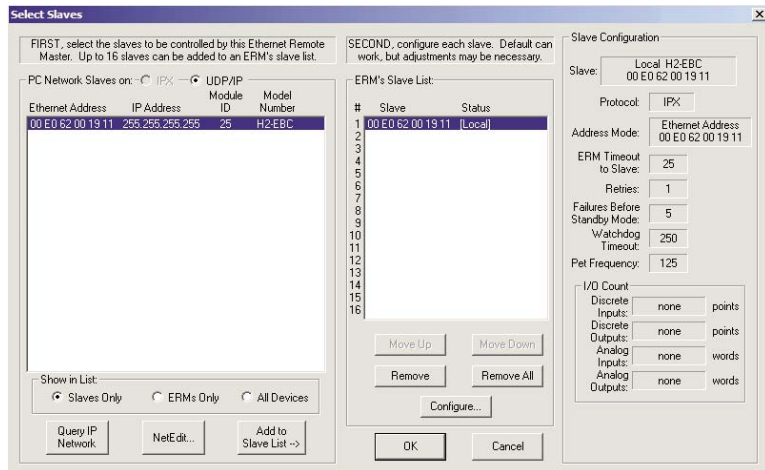 Select Slaves
FIRST, select the slaves to be controlled by this Ethernet Remote
Master. Up to 16 slaves can be added to an ERM's slave list.
PC Network Slaves on: IPX UDP/IP
Ethernet Address IP Address Module ID Model Number
00 E0 62 00 19 11 255.255.255.255 25 H2-EBC
Show in List:
Slaves Only ERMs Only All Devices
Query IP
Network
NetEdit...
Add to
Slave List -->
SECOND, configure each slave. Default can
work, but adjustments may be necessary.
ERM's Slave List:
# Slave Status
1 00 E0 62 00 19 11 [Local]
2
3
4
5
6
7
8
9
10
11
12
13
14
15
16
Move Up Move Down
Remove Remove All
Configure...
OK Cancel
Slave Configuration
Slave: Local H2-EBC
00 E0 62 00 19 11
Protocol: IPX
Address Mode: Ethernet Address
00 E0 62 00 19 11
ERM Timeout
to Slave: 25
Retries: 1
Failures Before
Standby Mode: 5
Watchdog
Timeout: 250
Pet Frequency: 125
I/O Count
Discrete
Inputs: none points
Discrete
Outputs: none points
Analog
Inputs: none words
Analog
Outputs: none words